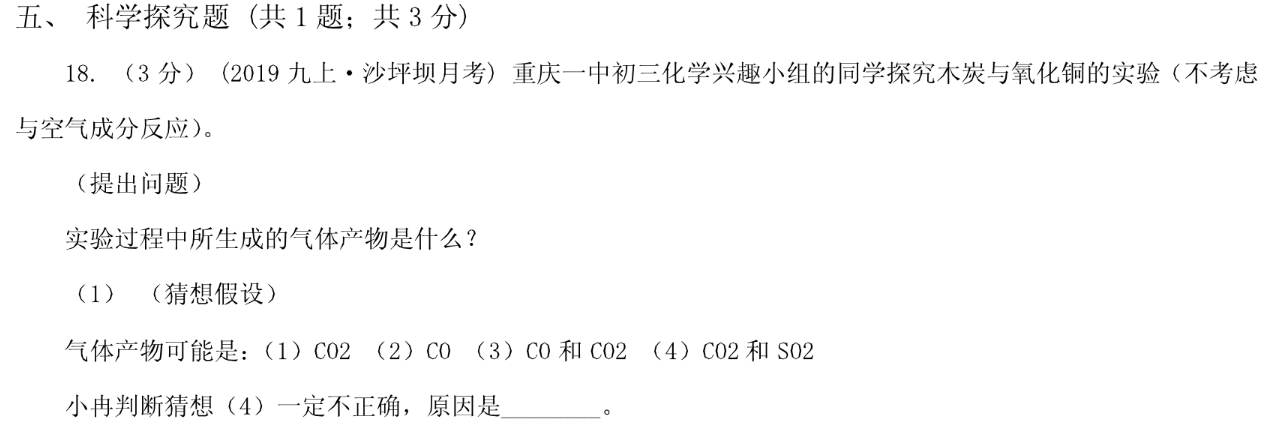 五、 科学探究题 (共 1 题；共 3 分)
18. （3 分） (2019 九上·沙坪坝月考) 重庆一中初三化学兴趣小组的同学探究木炭与氧化铜的实验（不考虑
与空气成分反应）。
（提出问题）
实验过程中所生成的气体产物是什么？
（1） （猜想假设）
气体产物可能是：（1）CO2 （2）CO （3）CO 和 CO2 （4）CO2 和 SO2
小冉判断猜想（4）一定不正确，原因是________。